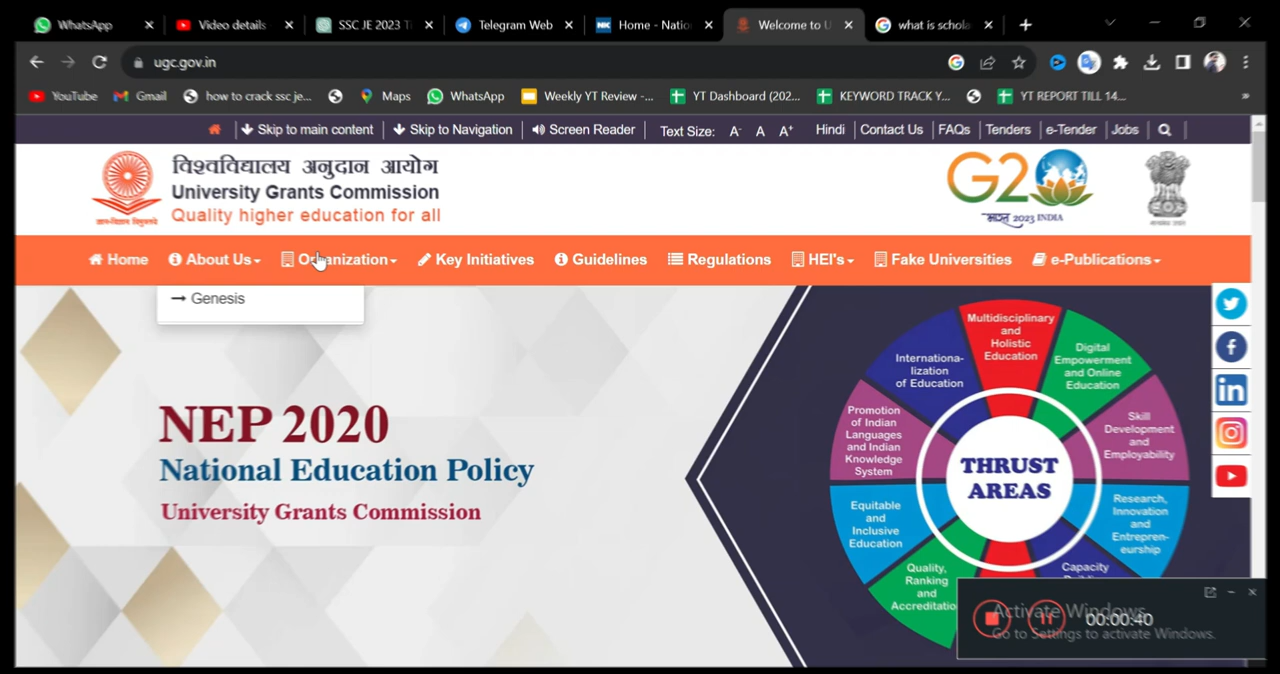 WhatsApp
Video details
SSC JE 2023 T
Telegram Web
Home - Natio
Welcome to U
what is schola
ugc.gov.in
YouTube
Gmail
how to crack ssc je...
Maps
WhatsApp
Weekly YT Review -...
YT Dashboard (202...
KEYWORD TRACK Y...
YT REPORT TILL 14...
Skip to main content
Skip to Navigation
Screen Reader
Text Size: A- A A+
Hindi
Contact Us
FAQs
Tenders
e-Tender
Jobs
विश्वविद्यालय अनुदान आयोग
University Grants Commission
Quality higher education for all
ज्ञान-विज्ञान विमुक्तये
G20
भारत 2023 INDIA
Home
About Us
Organization
Key Initiatives
Guidelines
Regulations
HEI's
Fake Universities
e-Publications
→ Genesis
NEP 2020
National Education Policy
University Grants Commission
THRUST
AREAS
Multidisciplinary
and
Holistic
Education
Digital
Empowerment
and Online
Education
Skill
Development
and
Employability
Research,
Innovation
and
Entrepren-
eurship
Capacity
Quality,
Ranking
and
Equitable
and
Inclusive
Education
Promotion
of Indian
Languages
and Indian
Knowledge
System
Internationa-
lization
of Education
Activate Windows
Go to Settings to activate Windows.
00:00:40